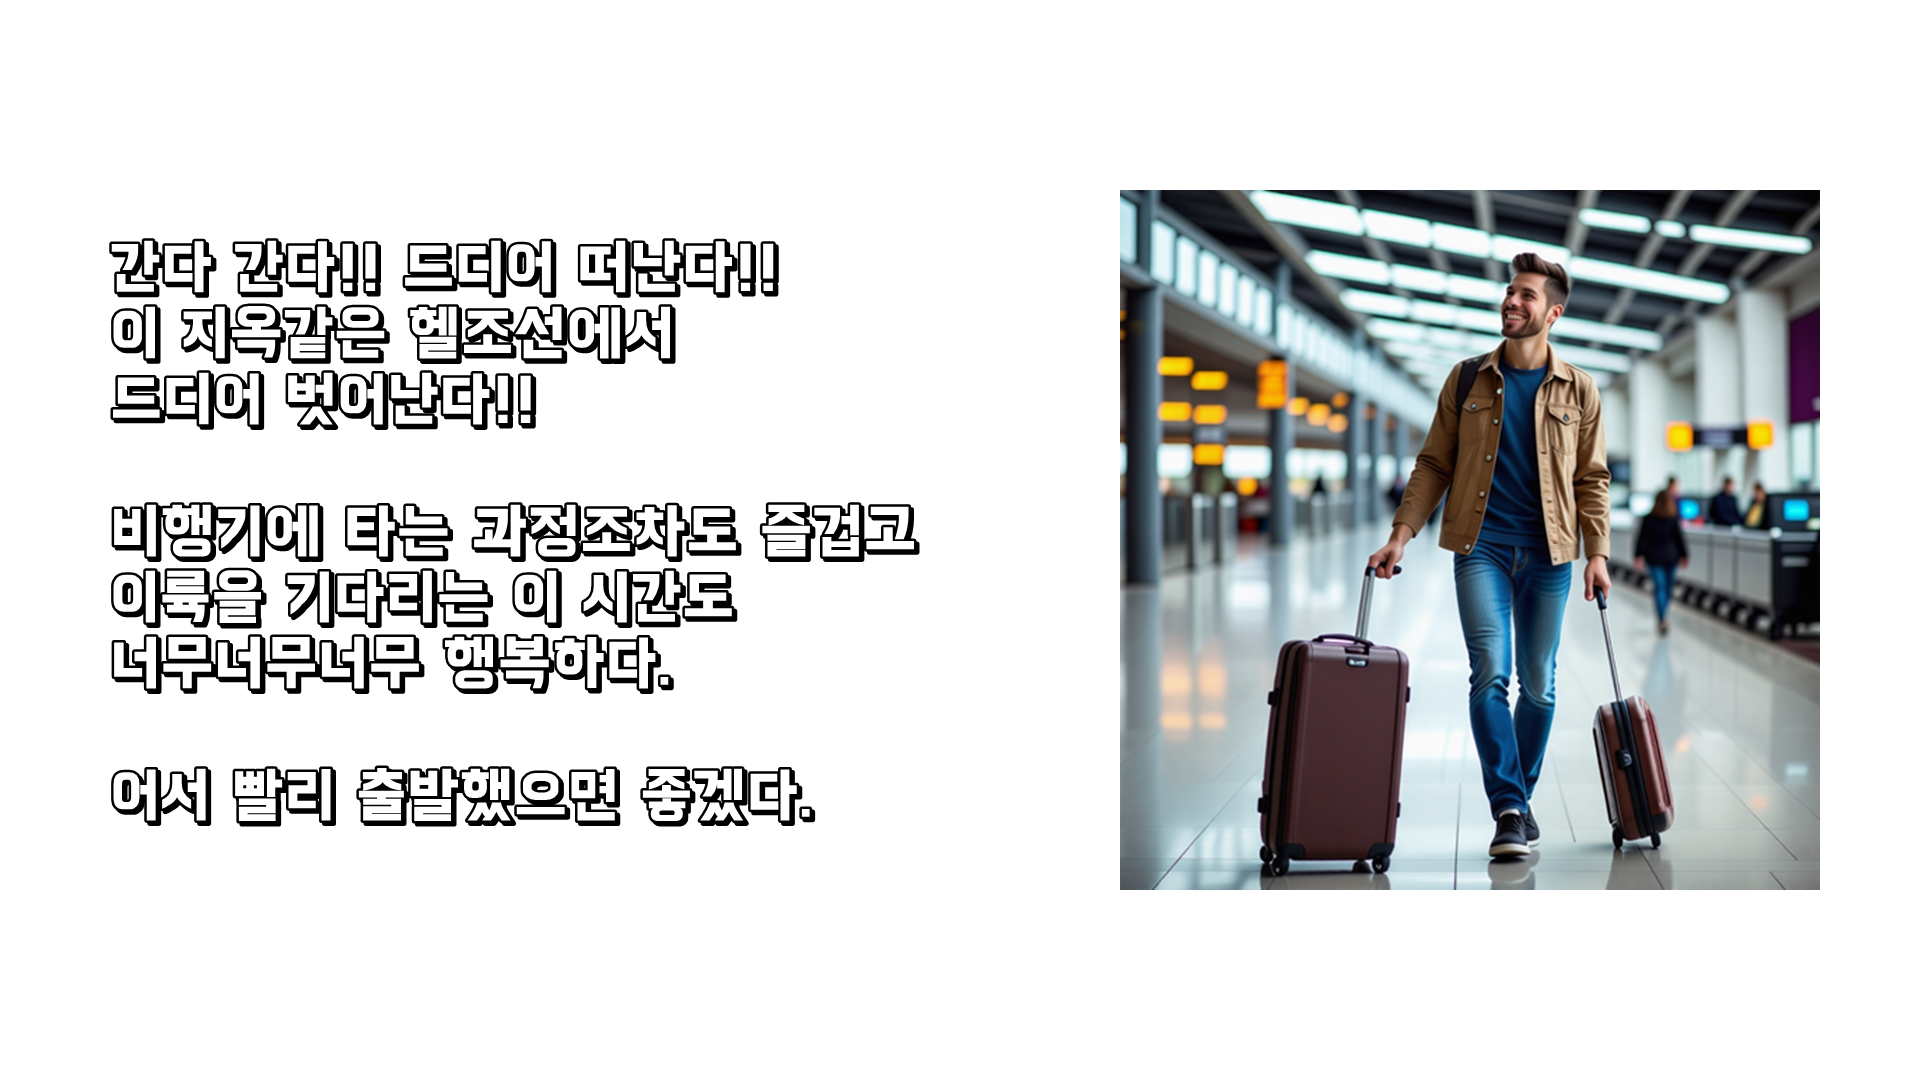 간다 간다!! 드디어 떠난다!!
이 지옥같은 헬조선에서
드디어 벗어난다!!
비행기에 타는 과정조차도 즐겁고
이륙을 기다리는 이 시간도
너무너무너무 행복하다.
어서 빨리 출발했으면 좋겠다.